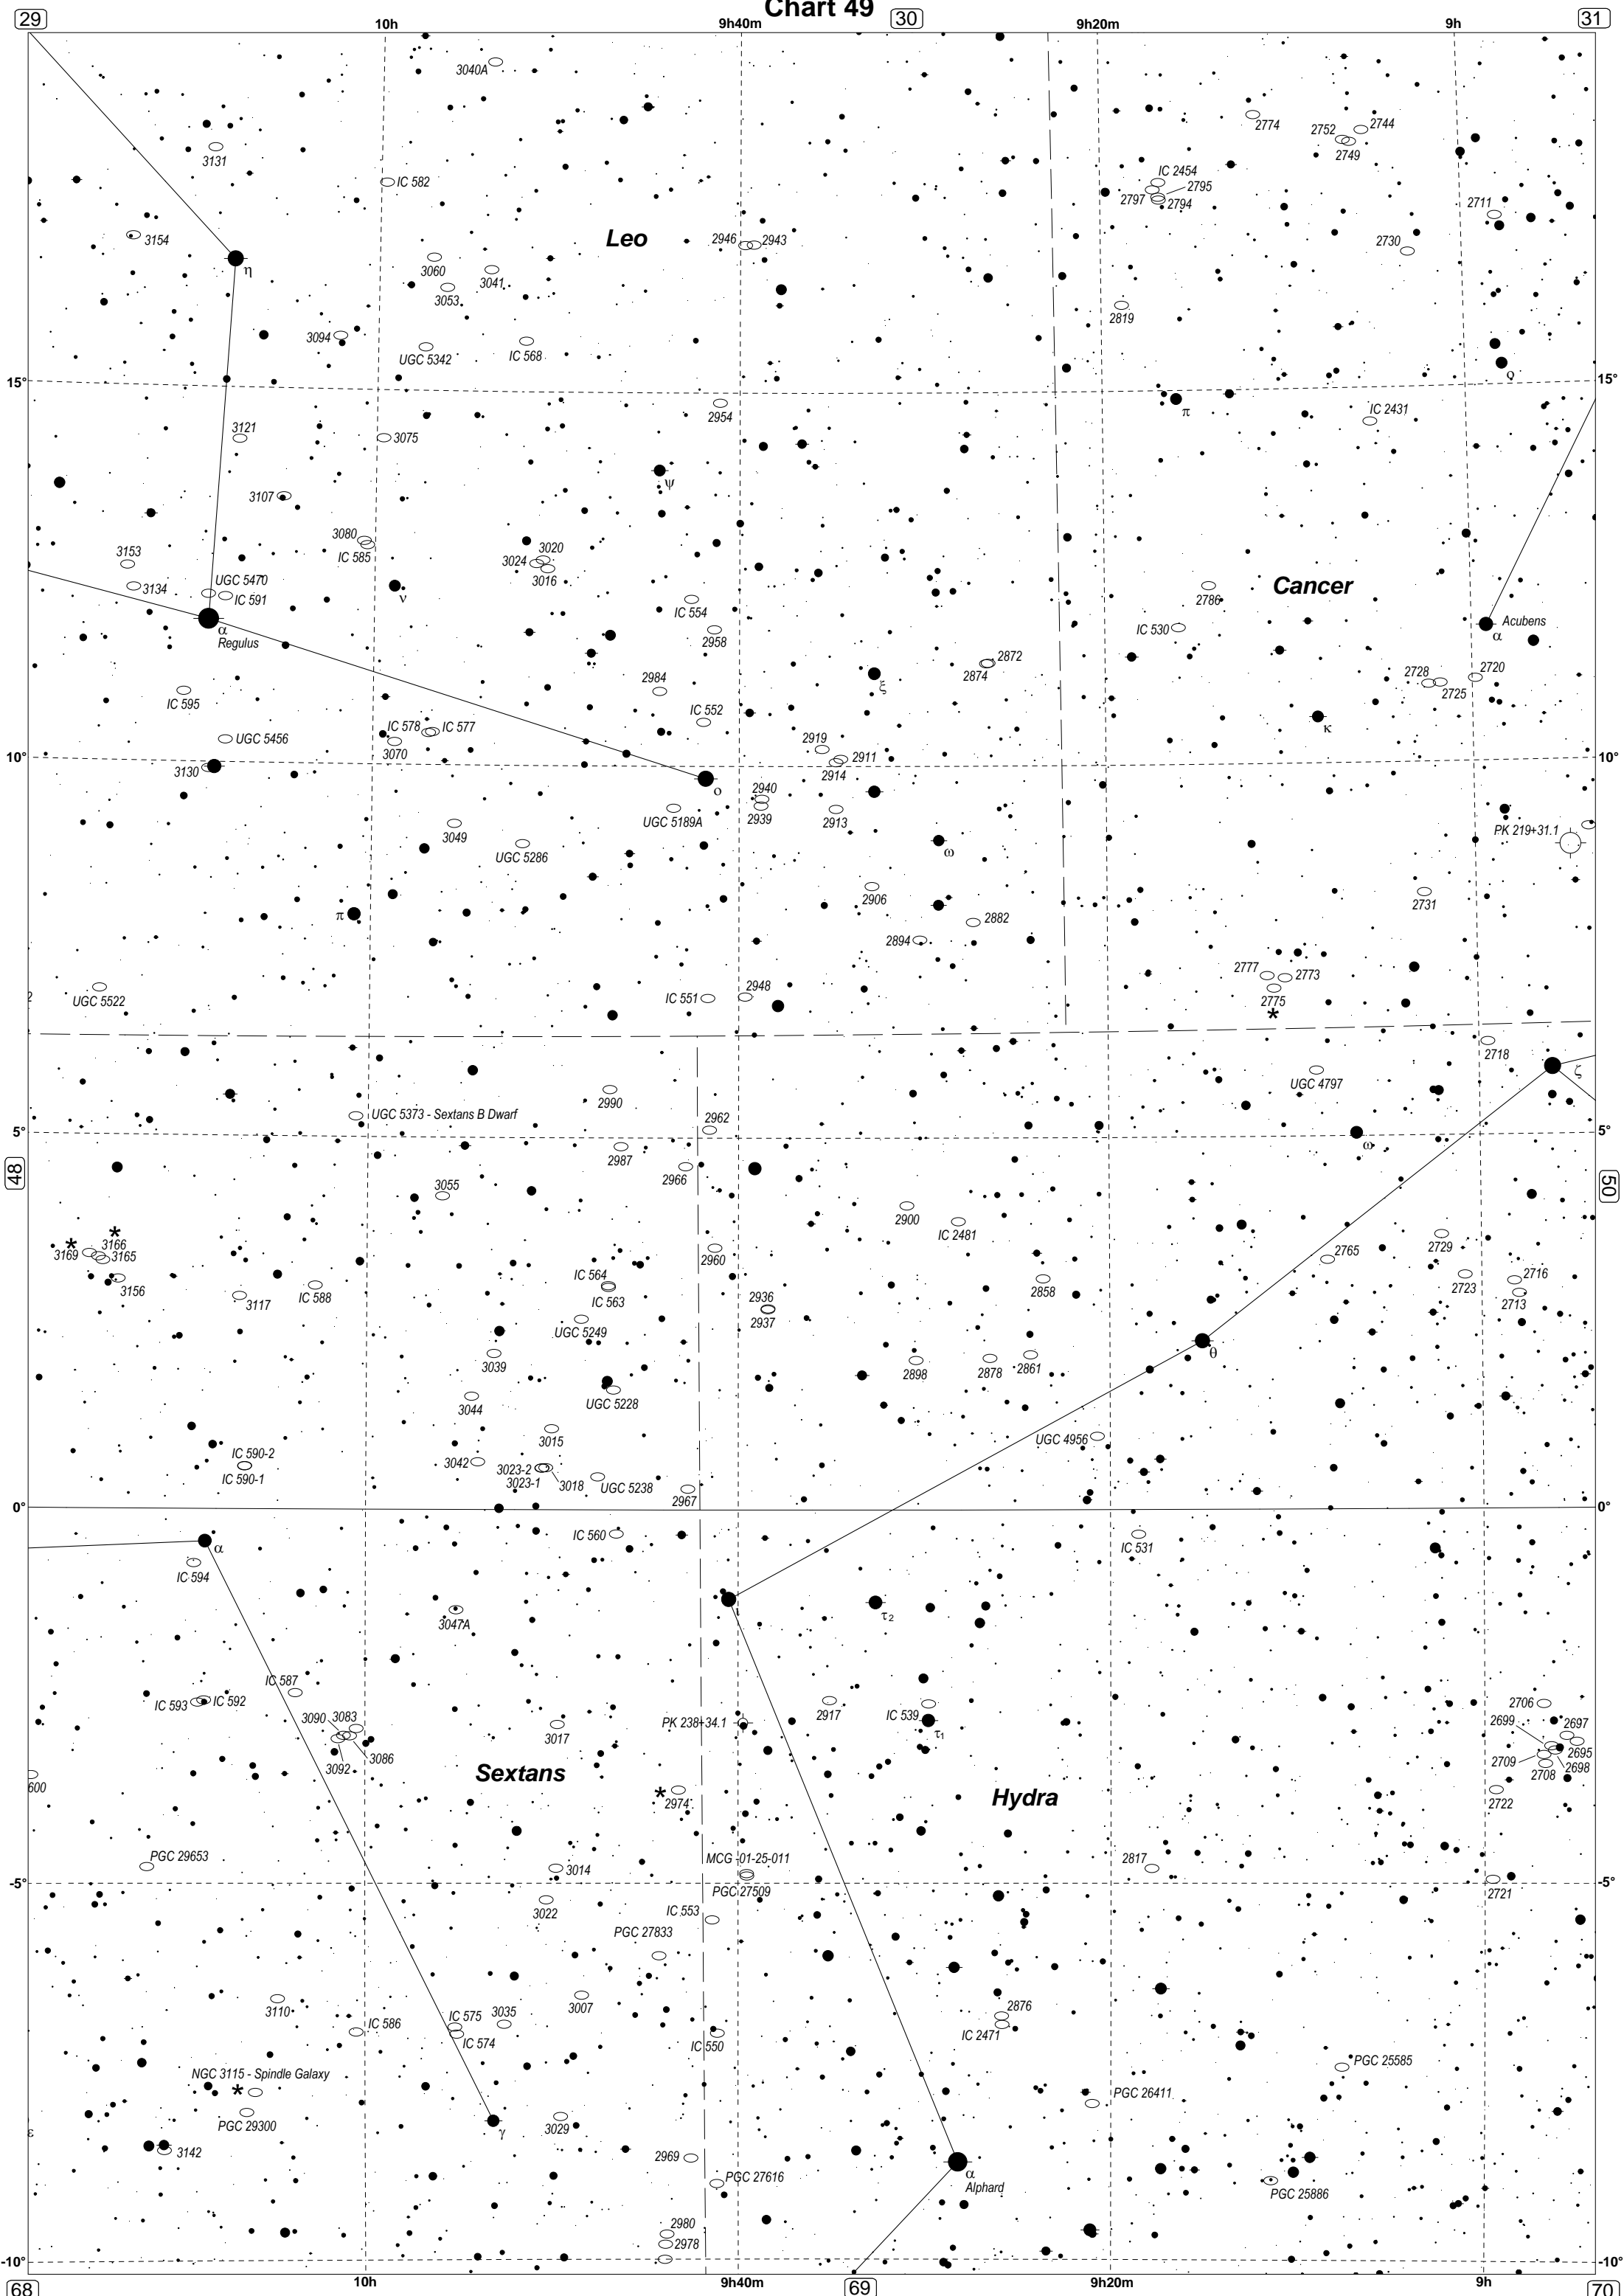 Chart 49
29
10h
9h40m
30
9h20m
9h
31
3040A
2774
2752
2744
2749
3131
IC 582
IC 2454
2795
2797
2794
2711
3154
Leo
2946
2943
2730
η
3060
3041
3053
2819
3094
UGC 5342
IC 568
ρ
15°
15°
π
2954
IC 2431
3121
3075
ψ
3107
3080
IC 585
3020
3024
3016
3153
3134
UGC 5470
IC 591
ν
Cancer
2786
IC 554
α
Regulus
2958
IC 530
Acubens
α
2872
2874
ξ
2984
2728
2725
2720
IC 595
IC 552
κ
UGC 5456
IC 578
IC 577
3070
2919
2911
2914
10°
10°
3130
ο
2940
2939
2913
UGC 5189A
3049
PK 219+31.1
UGC 5286
ω
2906
2731
π
2882
2894
2777
2773
2775
*
UGC 5522
IC 551
2948
2
2718
ζ
UGC 4797
2990
UGC 5373 - Sextans B Dwarf
2962
5°
5°
ω
2987
2966
48
50
3055
2900
IC 2481
*
*
3169
3166
3165
2960
2729
2765
3156
IC 564
IC 563
IC 588
3117
2858
2723
2716
2713
2936
2937
UGC 5249
θ
3039
2898
2878
2861
UGC 5228
3044
3015
UGC 4956
IC 590-2
IC 590-1
3042
3023-2
3023-1
3018
UGC 5238
2967
0°
0°
IC 560
IC 531
α
IC 594
ι
τ2
3047A
IC 587
IC 593
IC 592
2917
IC 539
τ1
2706
3090
3083
3017
PK 238+34.1
2699
2697
3086
3092
2695
2709
2708
2698
Sextans
Hydra
600
*
2974
2722
PGC 29653
3014
MCG -01-25-011
PGC 27509
2817
-5°
-5°
2721
3022
IC 553
PGC 27833
3110
3007
IC 586
IC 575
3035
IC 574
IC 550
2876
IC 2471
PGC 25585
NGC 3115 - Spindle Galaxy
*
PGC 29300
PGC 26411
ε
γ
3029
3142
2969
PGC 27616
α
Alphard
PGC 25886
2980
2978
-10°
-10°
68
10h
9h40m
69
9h20m
9h
70